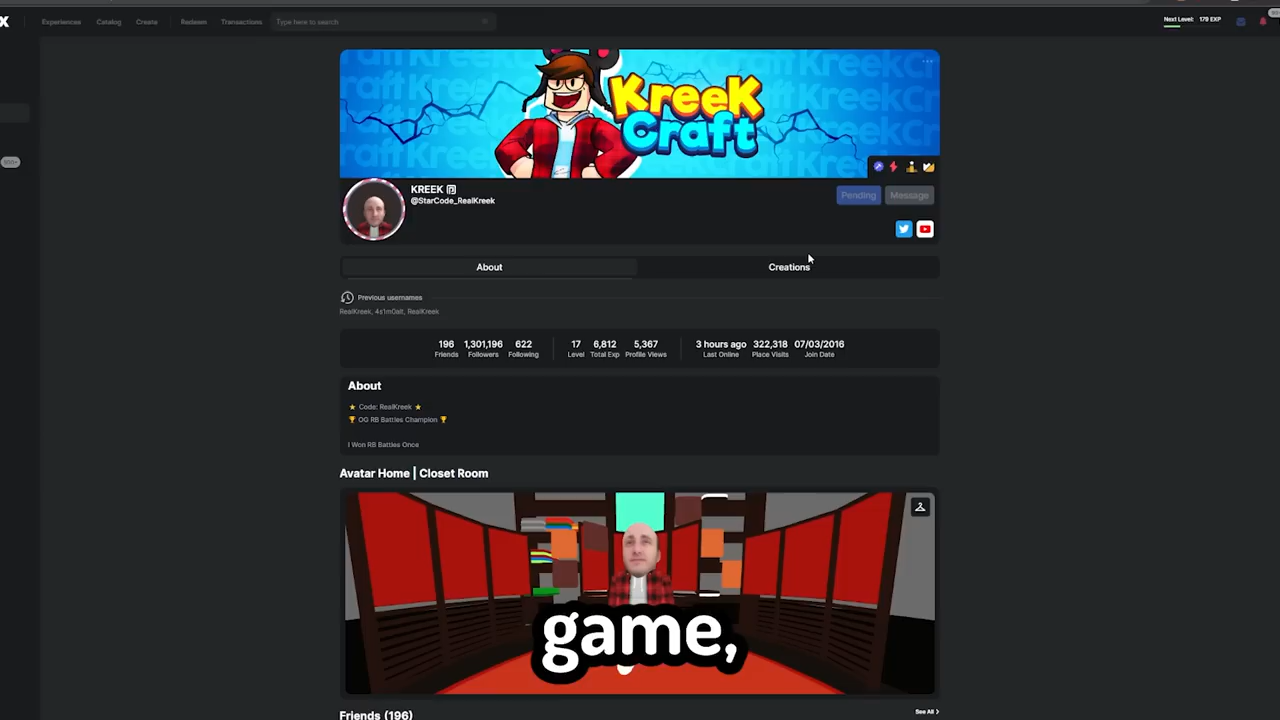 X Experiences Catalog Create Redeem Transactions Type here to search Next Level: 179 EXP
KreeK
Craft
KREEK
@StarCode_RealKreek
Pending Message
About Creations
Previous usernames
RealKreek, 4s1m0att, RealKreek
196 1,301,196 622 17 6,812 5,367 3 hours ago 322,318 07/03/2016
Friends Followers Following Level Total Exp Profile Views Last Online Place Visits Join Date
About
Code: RealKreek
OG RB Battles Champion
I Won RB Battles Once
Avatar Home | Closet Room
game,
Friends (196) See All >